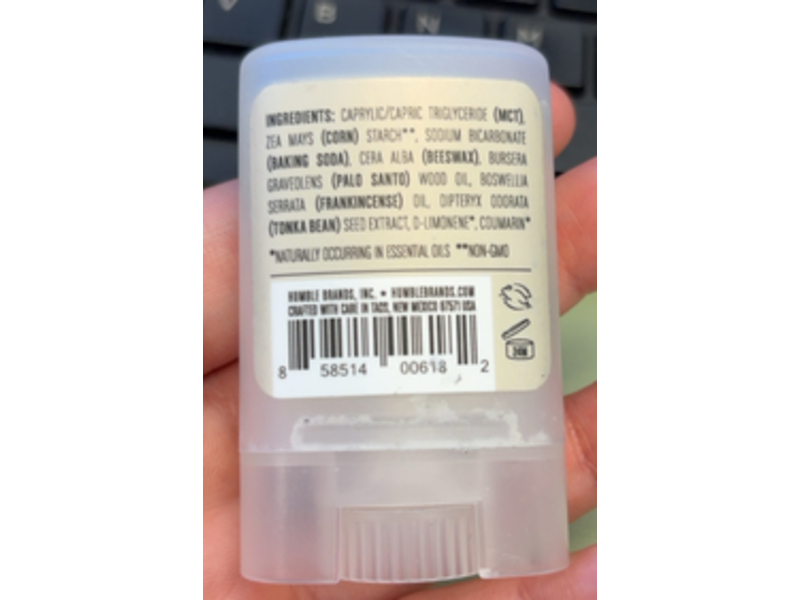 INGREDIENTS: CAPRYLIC/CAPRIC TRIGLYCERIDE (MCT),
ZEA MAYS (CORN) STARCH**, SODIUM BICARBONATE
(BAKING SODA), CERA ALBA (BEESWAX), BURSERA
GRAVEOLENS (PALO SANTO) WOOD OIL, BOSWELLIA
SERRATA (FRANKINCENSE) OIL, DIPTERYX ODORATA
(TONKA BEAN) SEED EXTRACT, D-LIMONENE*, COUMARIN*
*NATURALLY OCCURRING IN ESSENTIAL OILS **NON-GMO
HUMBLE BRANDS, INC. • HUMBLEBRANDS.COM
CRAFTED WITH CARE IN TAOS, NEW MEXICO 87571 USA
24M
8 58514 00618 2